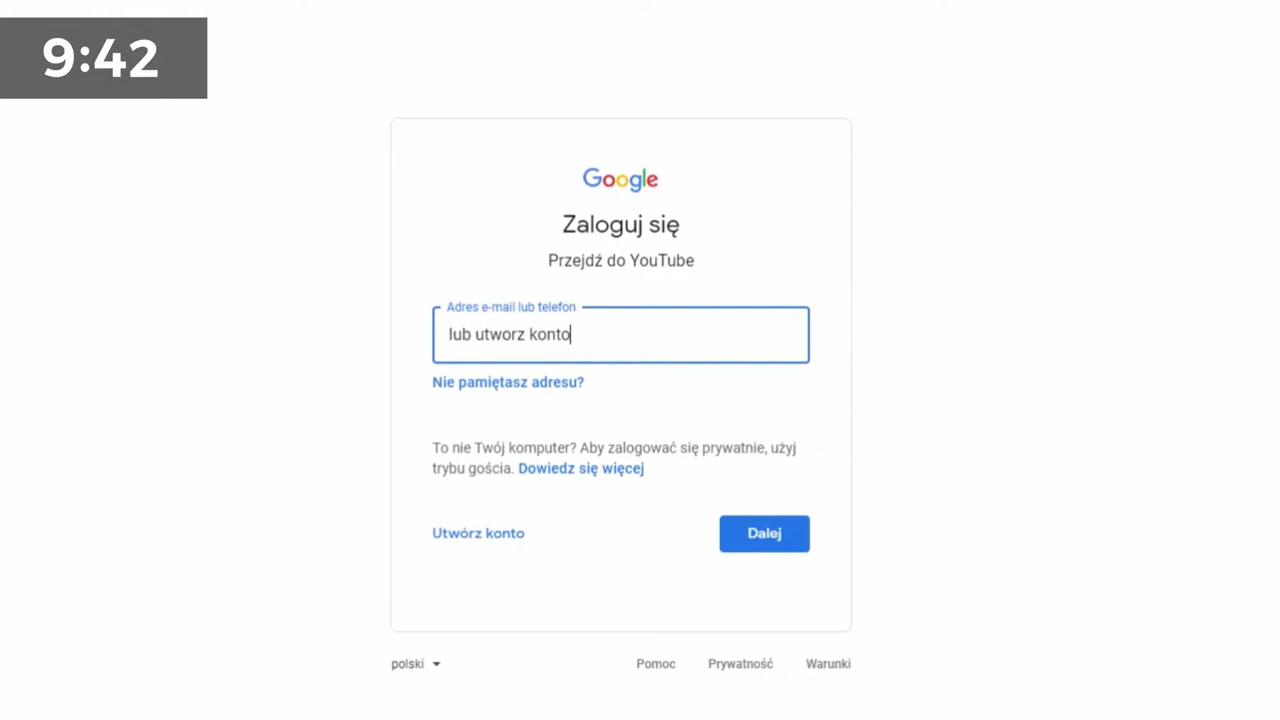 9:42
Google
Zaloguj się
Przejdź do YouTube
Adres e-mail lub telefon
lub utworz konto
Nie pamiętasz adresu?
To nie Twój komputer? Aby zalogować się prywatnie, użyj
trybu gościa. Dowiedz się więcej
Utwórz konto
Dalej
polski
Pomoc
Prywatność
Warunki